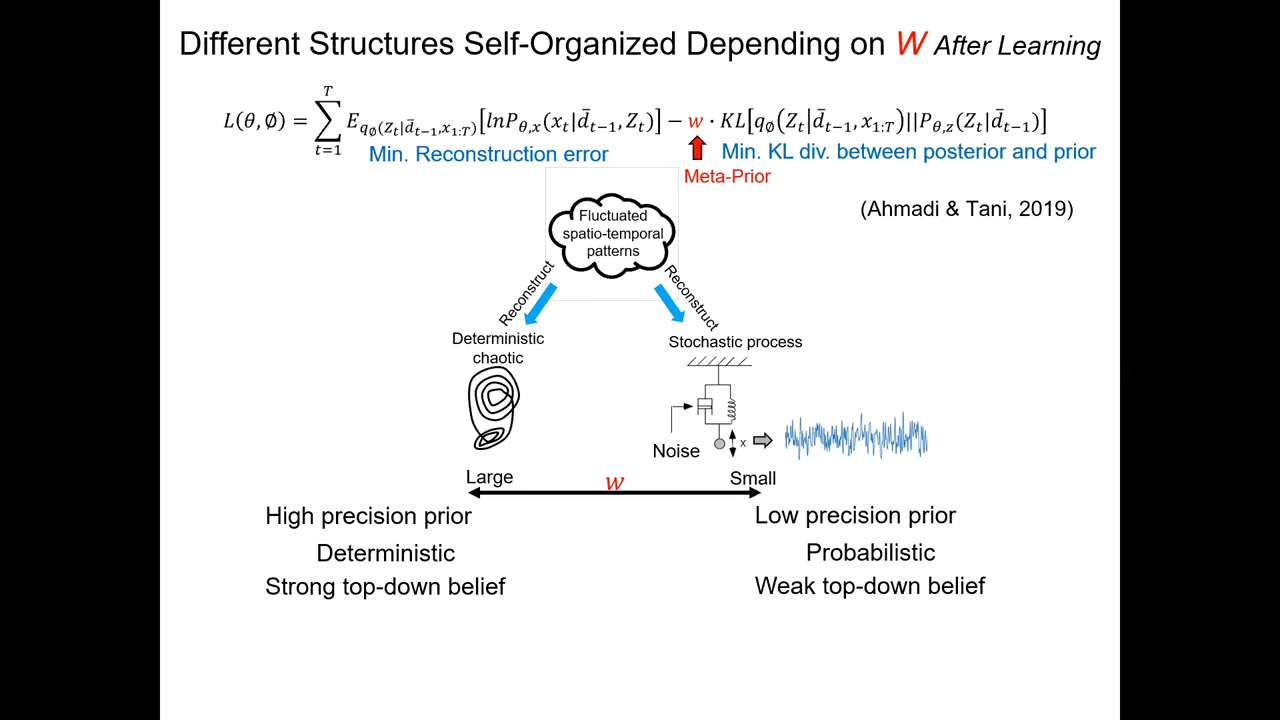 Different Structures Self-Organized Depending on W After Learning
L(θ,∅) = ∑_{t=1}^{T} E_{q_∅(Z_t|d̄_{t-1},x_{1:T})}[lnP_{θ,x}(x_t|d̄_{t-1},Z_t)] − w · KL[q_∅(Z_t|d̄_{t-1},x_{1:T})||P_{θ,z}(Z_t|d̄_{t-1})]
Min. Reconstruction error
Min. KL div. between posterior and prior
Meta-Prior
(Ahmadi & Tani, 2019)
Fluctuated
spatio-temporal
patterns
Reconstruct
Reconstruct
Deterministic
chaotic
Stochastic process
Noise
x
Large
w
Small
High precision prior
Low precision prior
Deterministic
Probabilistic
Strong top-down belief
Weak top-down belief